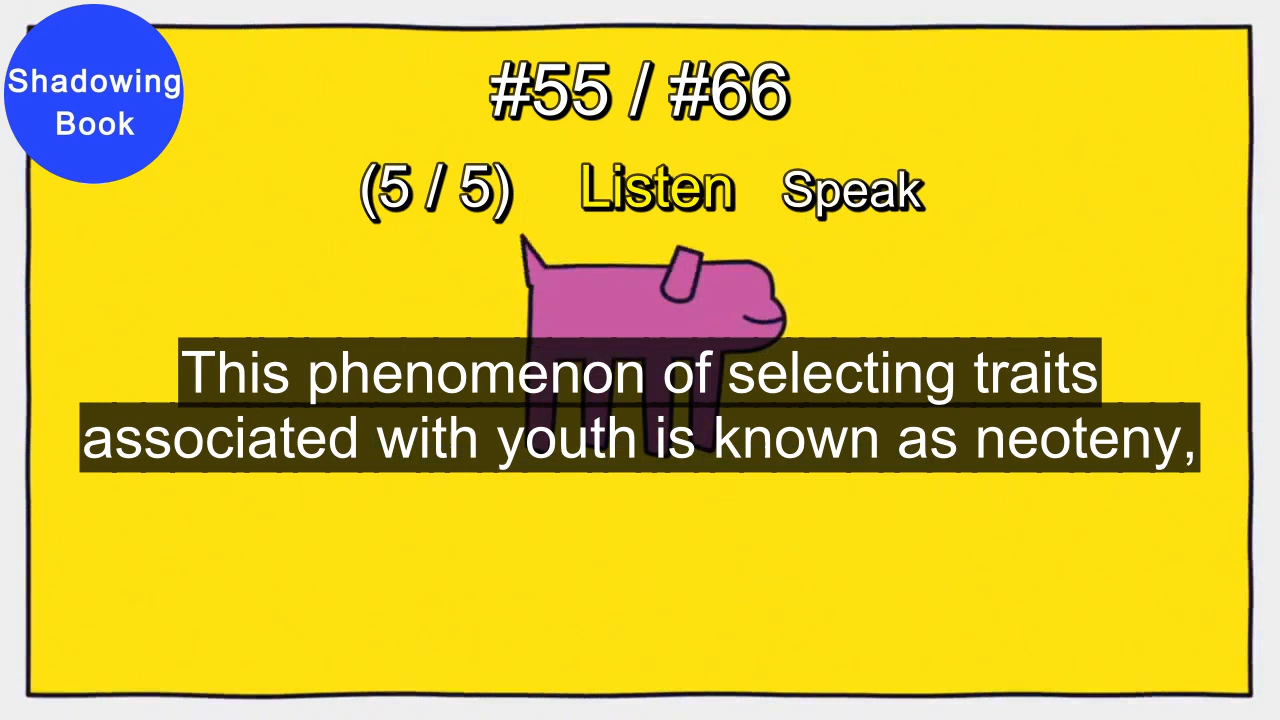 Shadowing
Book
#55 / #66
(5 / 5) Listen Speak
This phenomenon of selecting traits
associated with youth is known as neoteny,